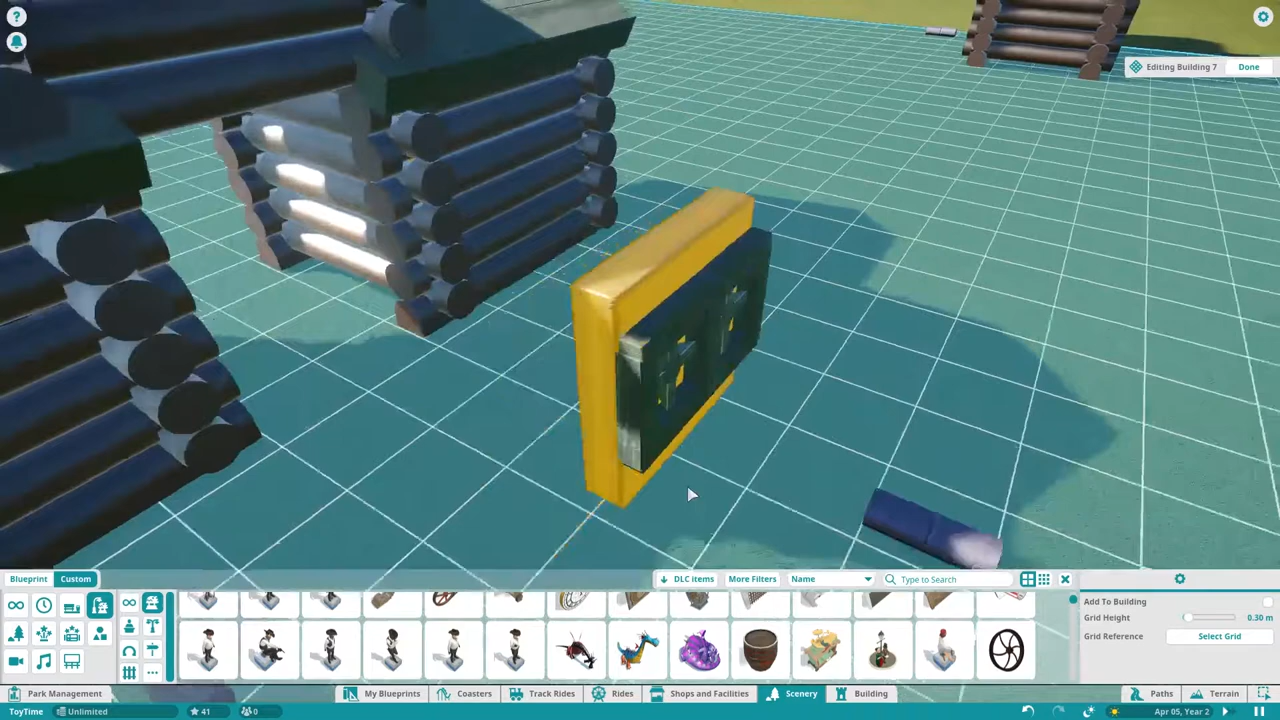 ?
Editing Building 7 Done
Blueprint Custom
DLC items More Filters Name Type to Search
Add To Building
Grid Height 0.30 m
Grid Reference Select Grid
Park Management My Blueprints Coasters Track Rides Rides Shops and Facilities Scenery Building Paths Terrain
ToyTime Unlimited 41 0 Apr 05, Year 2